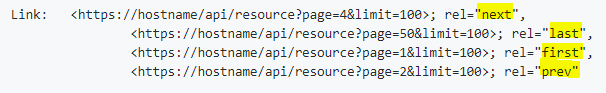 Link: <https://hostname/api/resource?page=4&limit=100>; rel="next",
<https://hostname/api/resource?page=50&limit=100>; rel="last",
<https://hostname/api/resource?page=1&limit=100>; rel="first",
<https://hostname/api/resource?page=2&limit=100>; rel="prev"